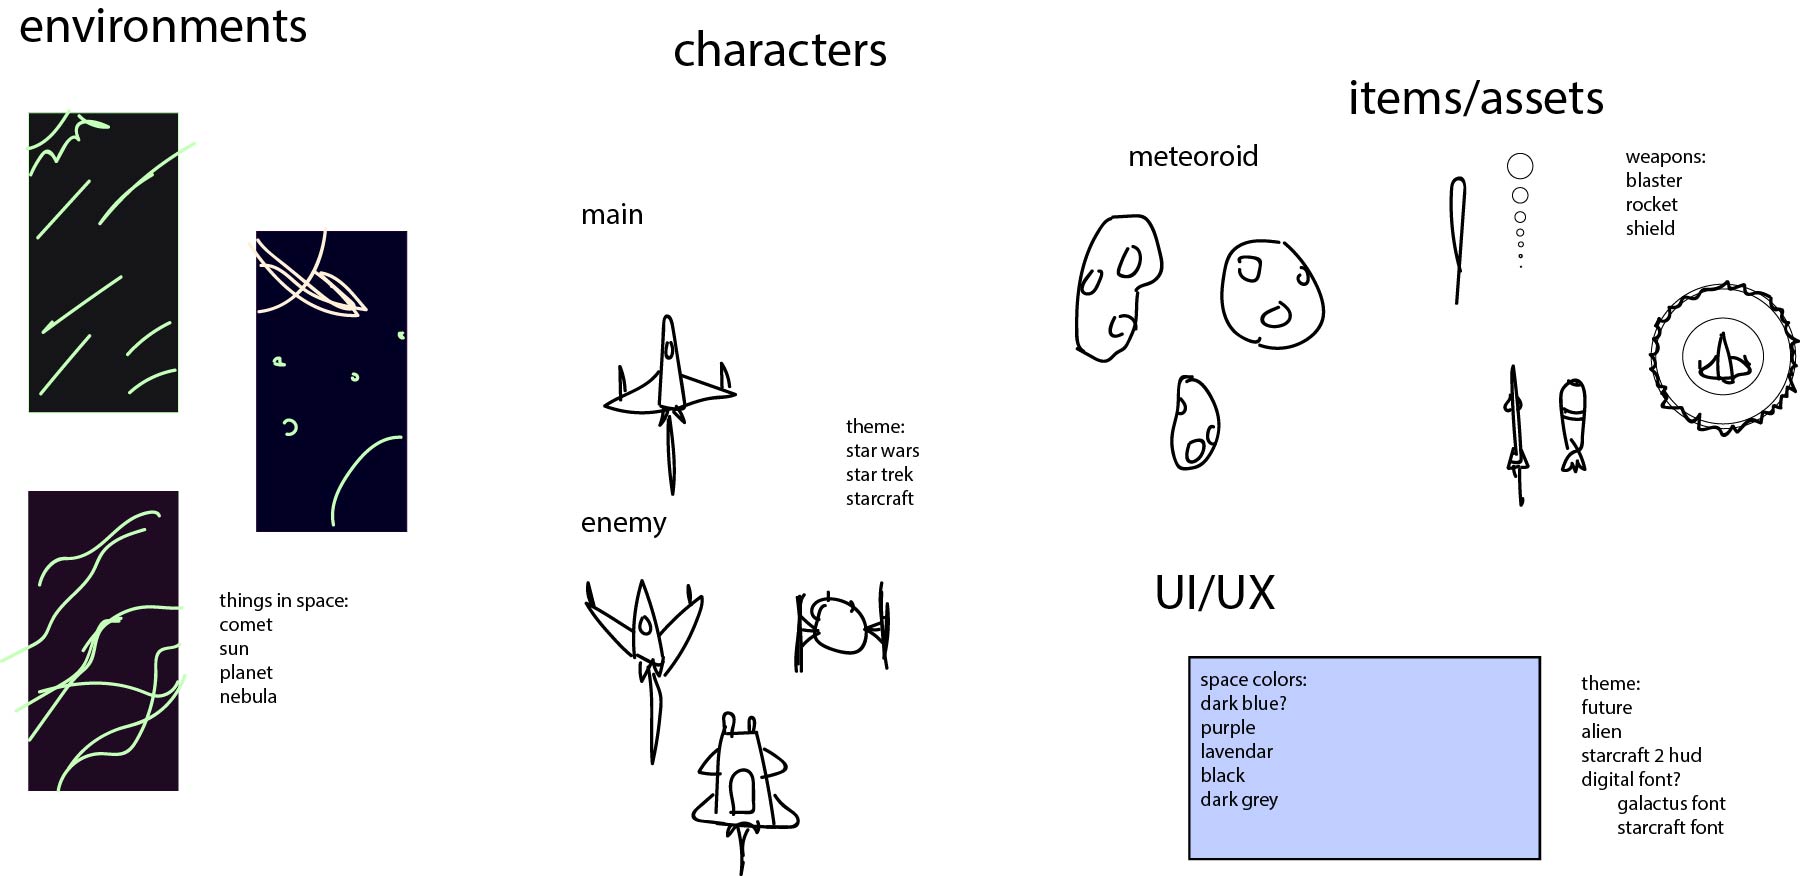 environments
things in space:
comet
sun
planet
nebula
characters
main
theme:
star wars
star trek
starcraft
enemy
items/assets
meteoroid
weapons:
blaster
rocket
shield
UI/UX
space colors:
dark blue?
purple
lavendar
black
dark grey
theme:
future
alien
starcraft 2 hud
digital font?
galactus font
starcraft font